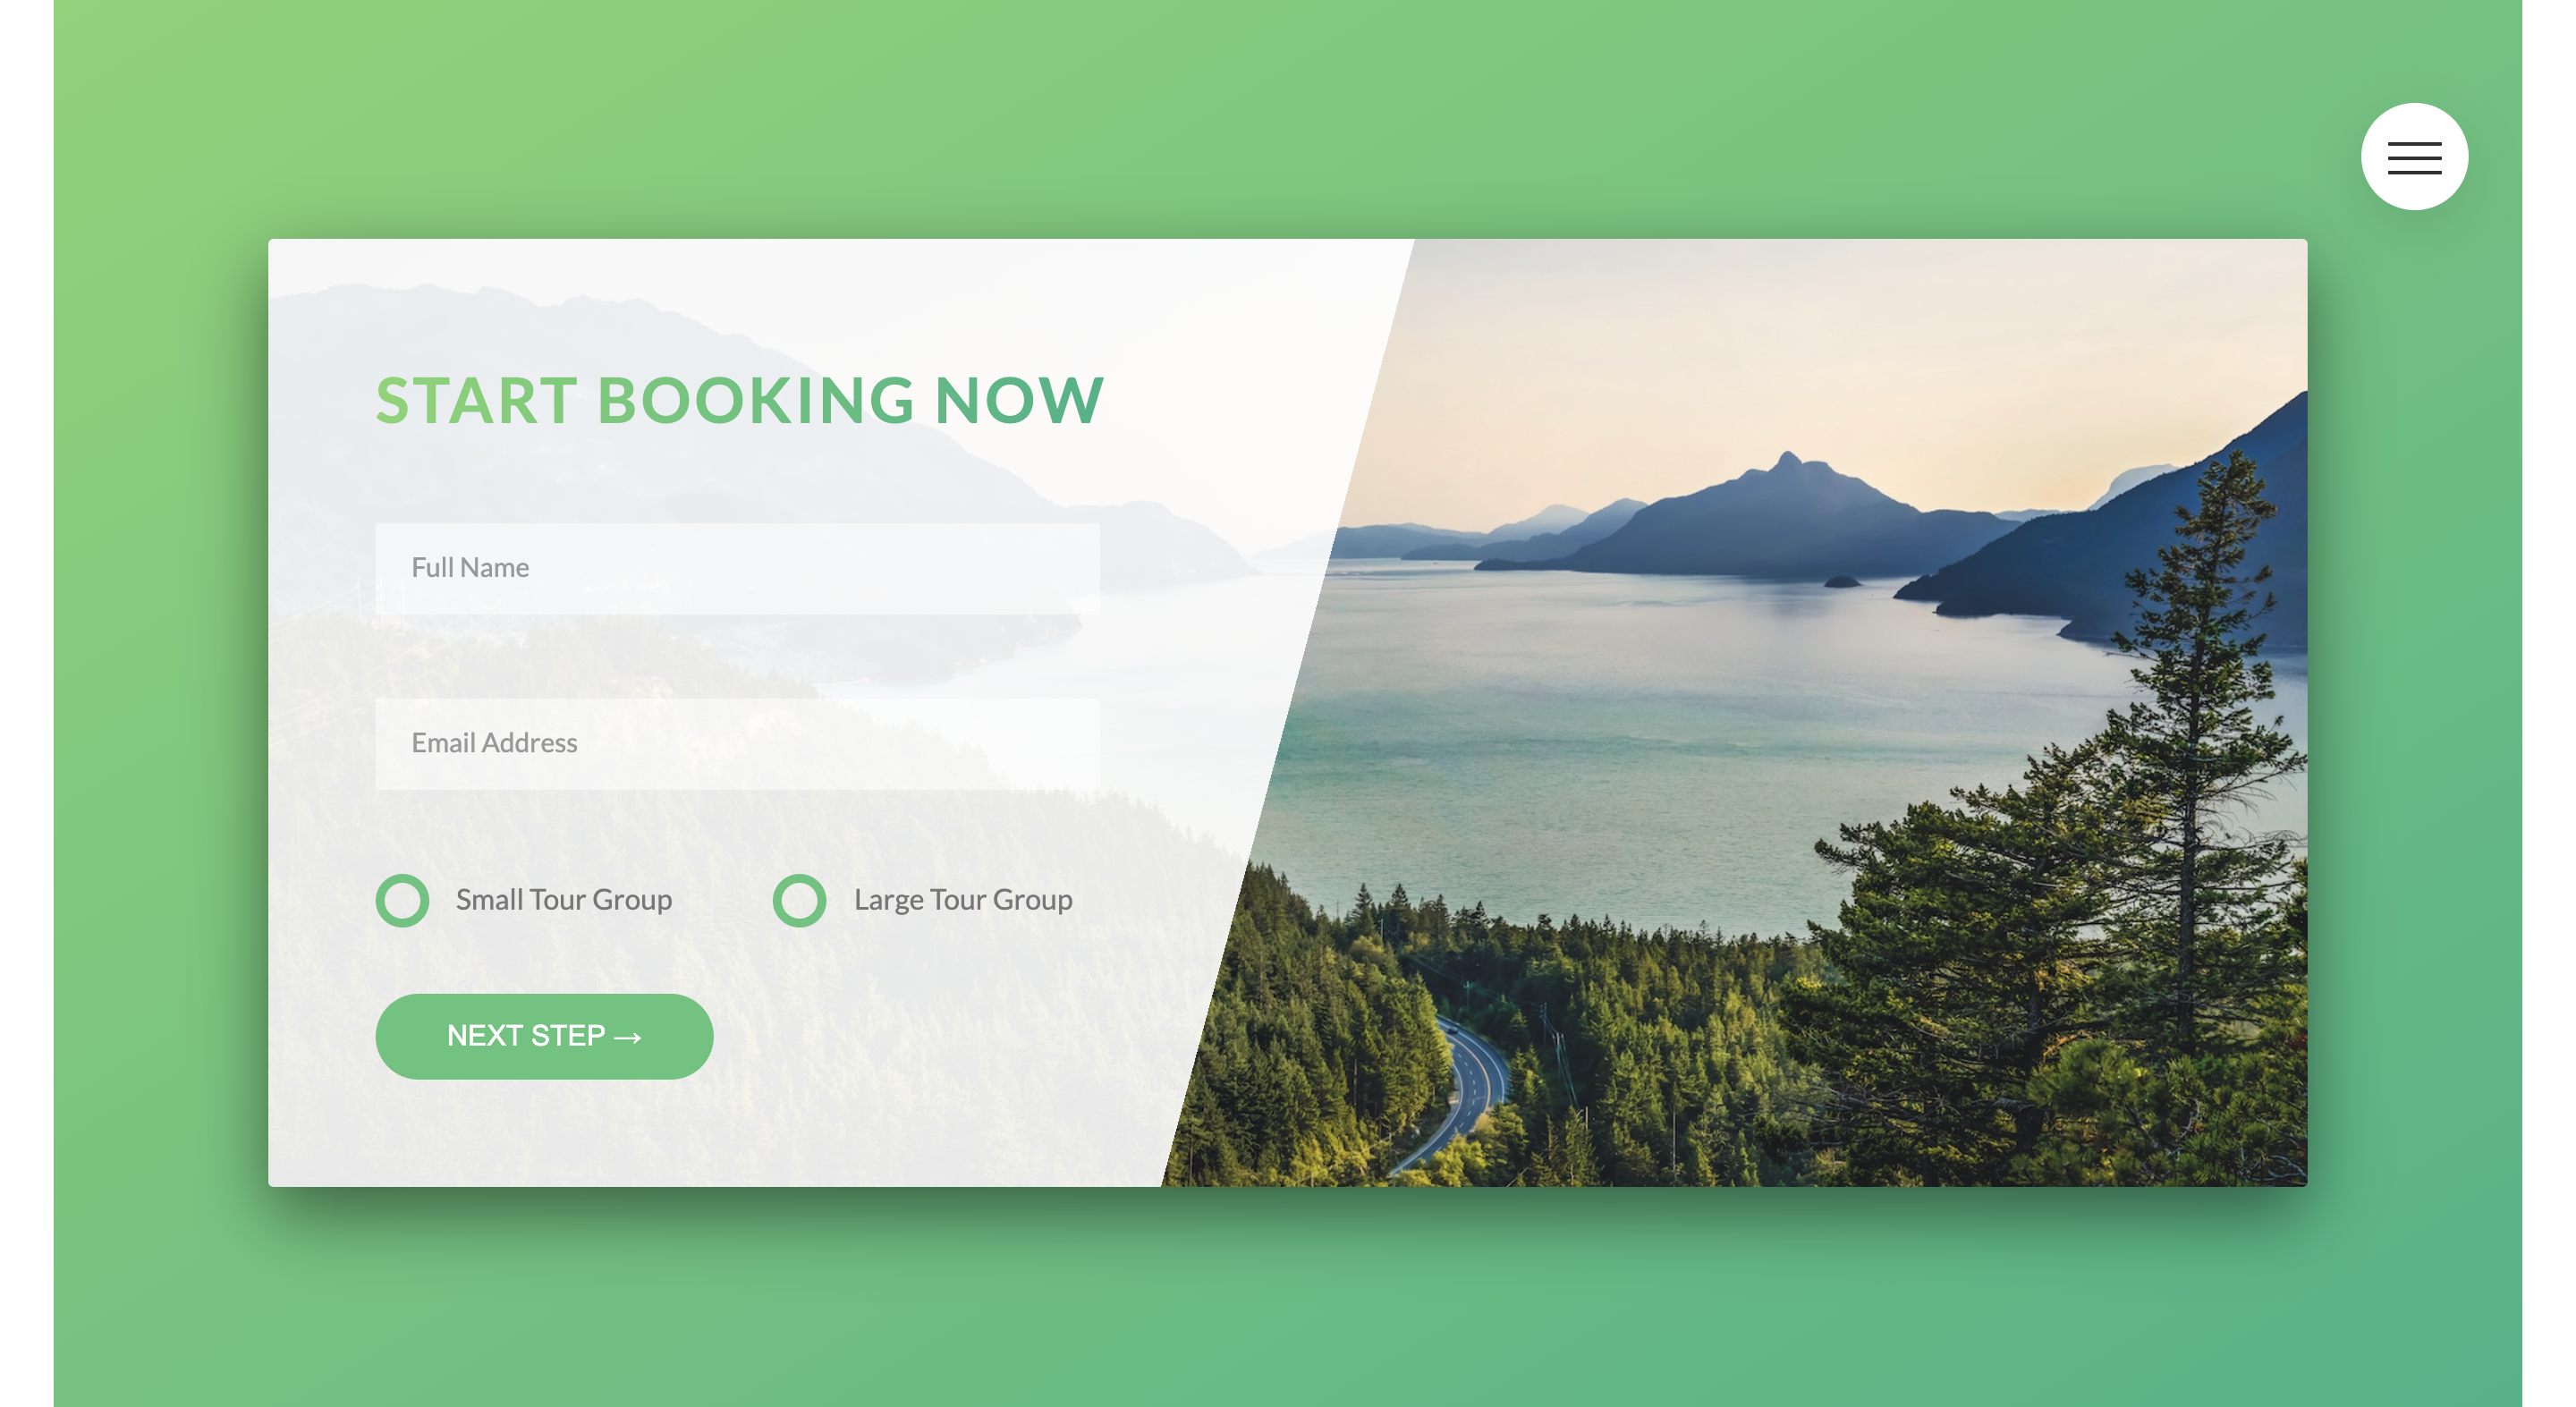 START BOOKING NOW
Full Name
Email Address
Small Tour Group
Large Tour Group
NEXT STEP →